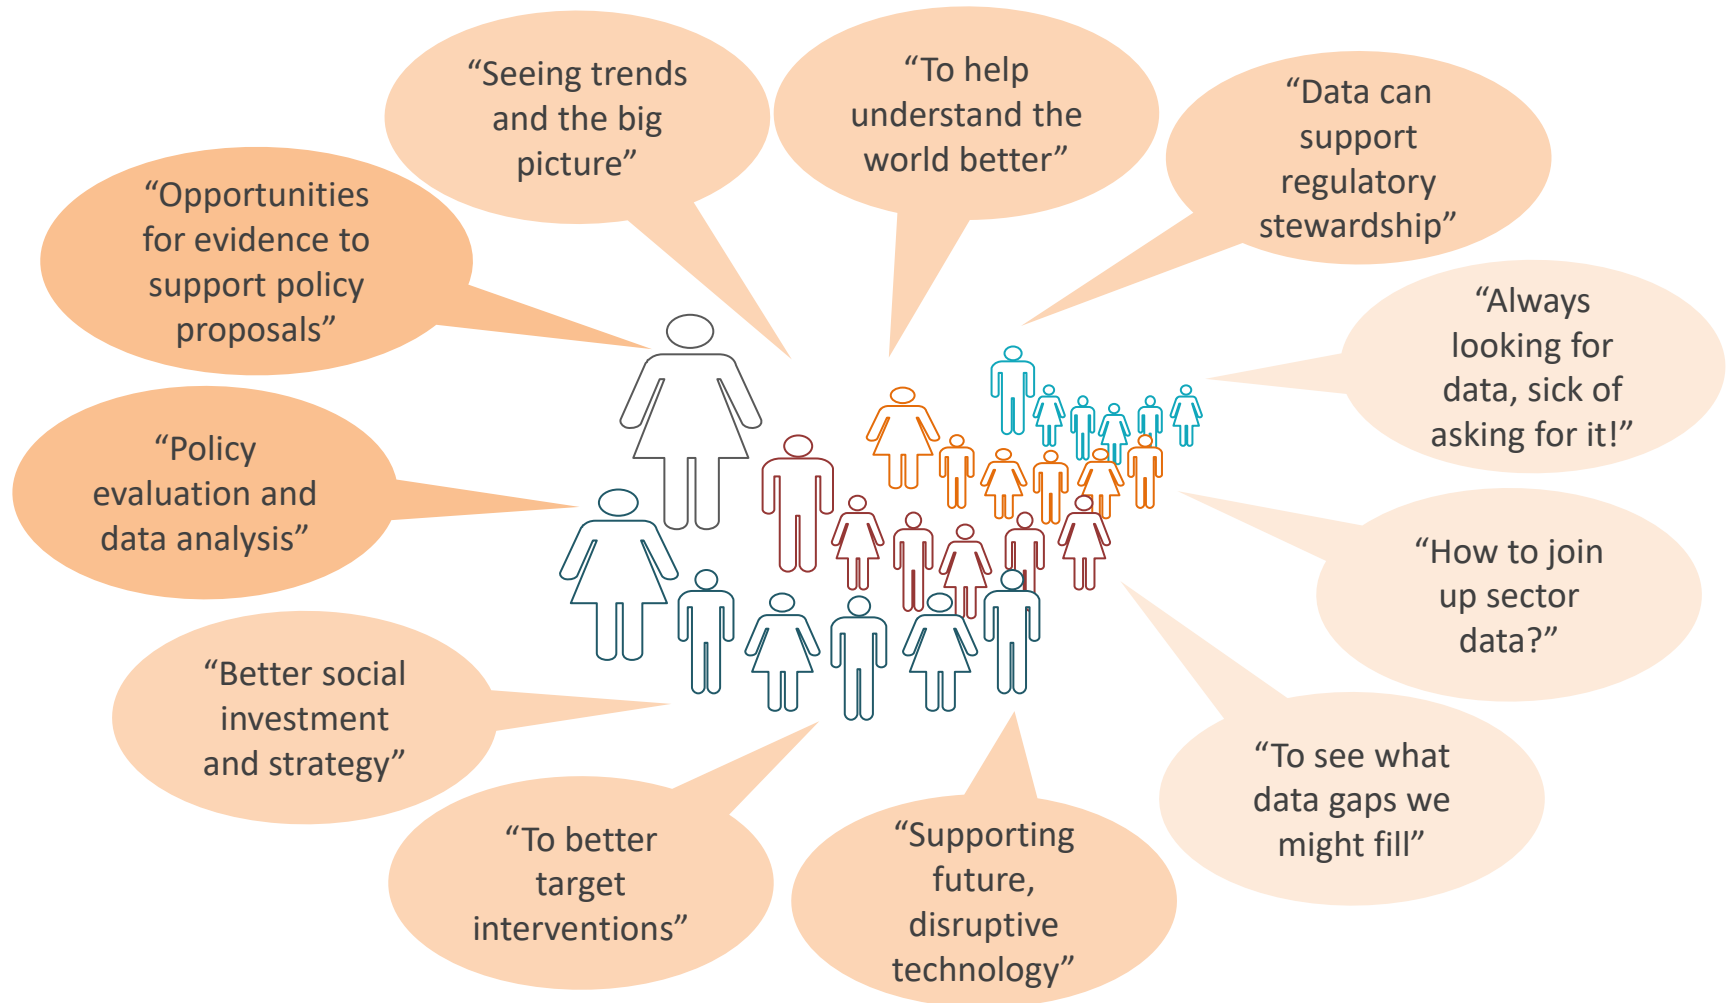 “Seeing trends
and the big
picture”
“To help
understand the
world better”
“Data can
support
regulatory
stewardship”
“Opportunities
for evidence to
support policy
proposals”
“Always
looking for
data, sick of
asking for it!”
“Policy
evaluation and
data analysis”
“How to join
up sector
data?”
“Better social
investment
and strategy”
“To see what
data gaps we
might fill”
“To better
target
interventions”
“Supporting
future,
disruptive
technology”